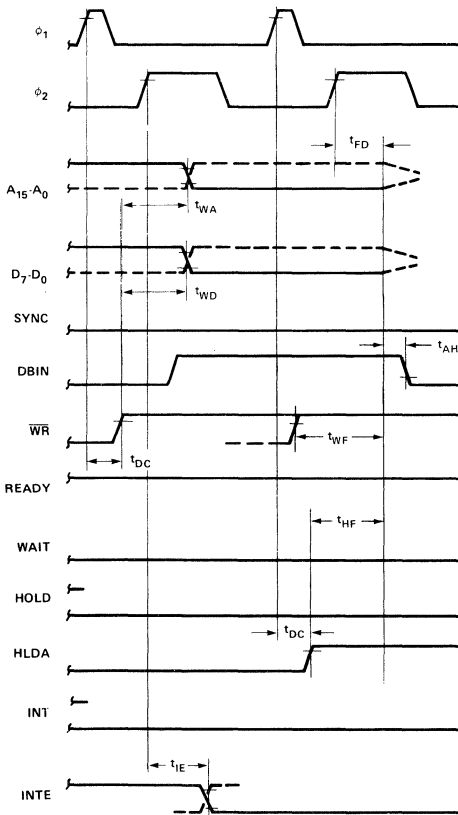 ϕ1
ϕ2
tFD
A15-A0
tWA
D7-D0
tWD
SYNC
tAH
DBIN
WR
tWF
tDC
READY
tHF
WAIT
HOLD
tDC
HLDA
INT
tIE
INTE